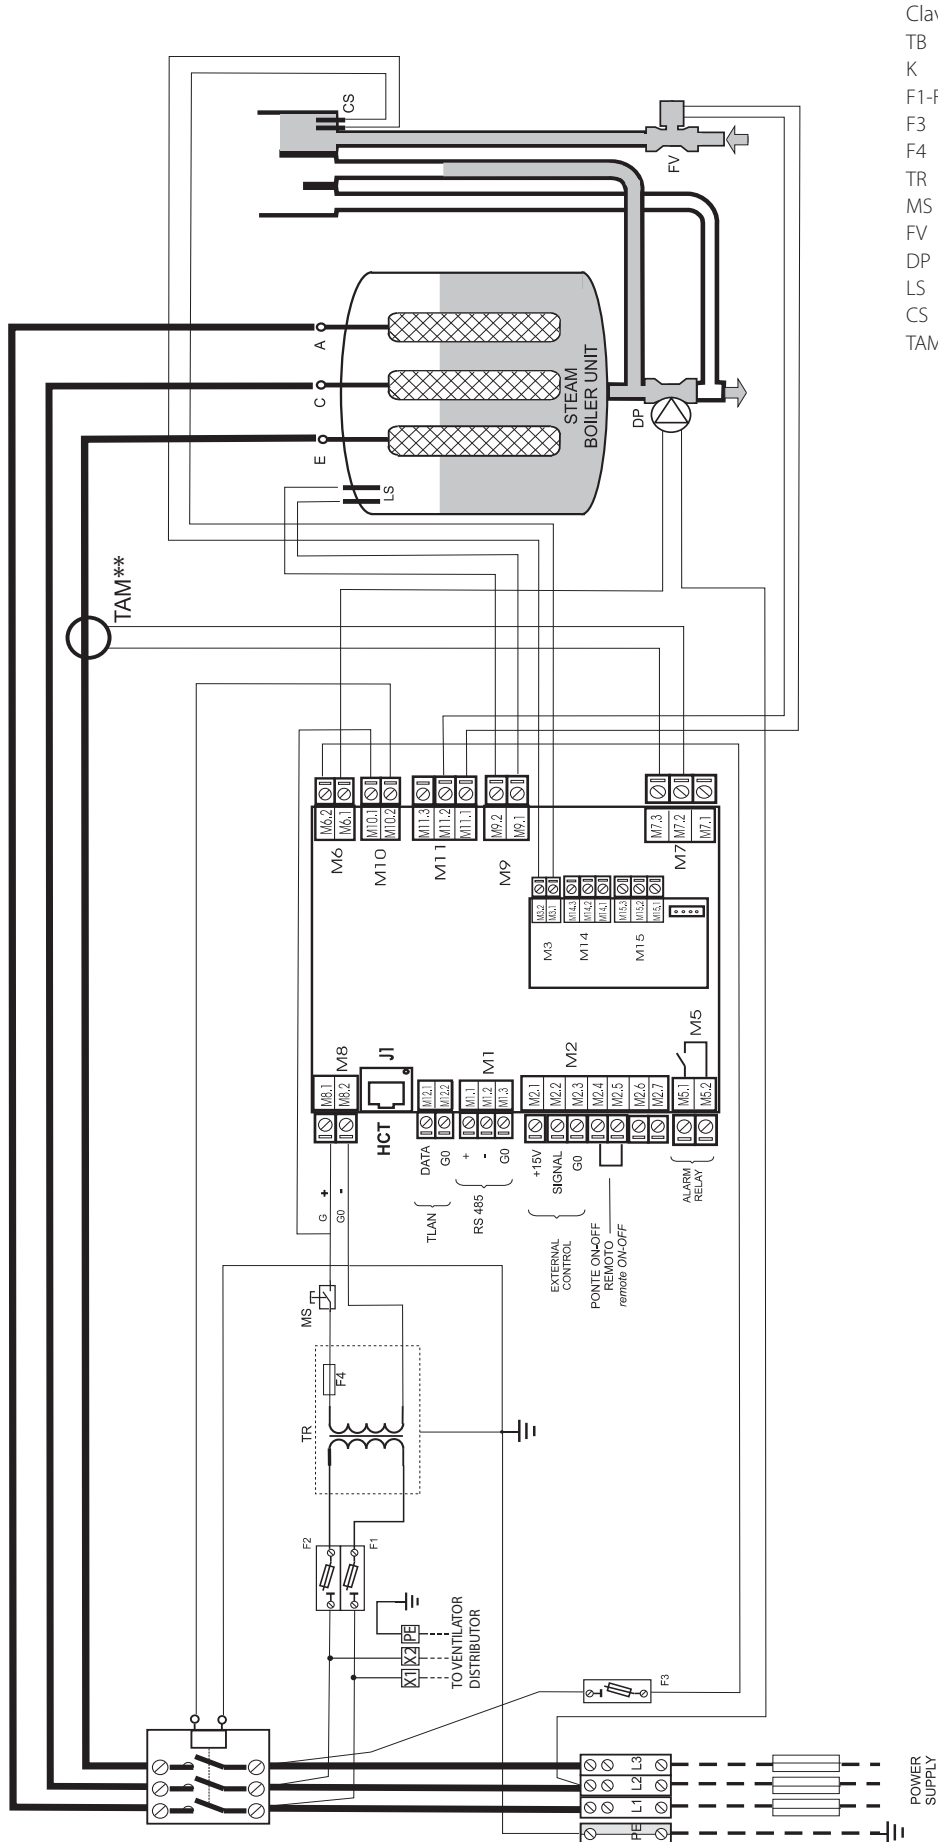 Clav
TB
K
F1-F
F3
F4
TR
MS
FV
DP
LS
CS
TAM
CS
FV
A
C
E
STEAM
BOILER UNIT
DP
LS
TAM**
M6.2
M6.1
M10.1
M10.2
M11.3
M11.2
M11.1
M9.2
M9.1
M7.3
M7.2
M7.1
M6
M10
M11
M9
M7
M3.2
M3.1
M14.3
M14.2
M14.1
M15.3
M15.2
M15.1
M3
M14
M15
M8
J1
M1
M2
M5
M8.1
M8.2
M12.1
M12.2
M1.1
M1.2
M1.3
M2.1
M2.2
M2.3
M2.4
M2.5
M2.6
M2.7
M5.1
M5.2
HCT
DATA
G0
+
-
G0
+15V
SIGNAL
G0
TLAN
RS 485
EXTERNAL
CONTROL
PONTE ON-OFF
REMOTO
remote ON-OFF
ALARM
RELAY
G
+
G0
-
MS
F4
TR
F2
F1
X1
X2
PE
TO VENTILATOR
DISTRIBUTOR
F3
L3
L2
L1
PE
POWER
SUPPLY